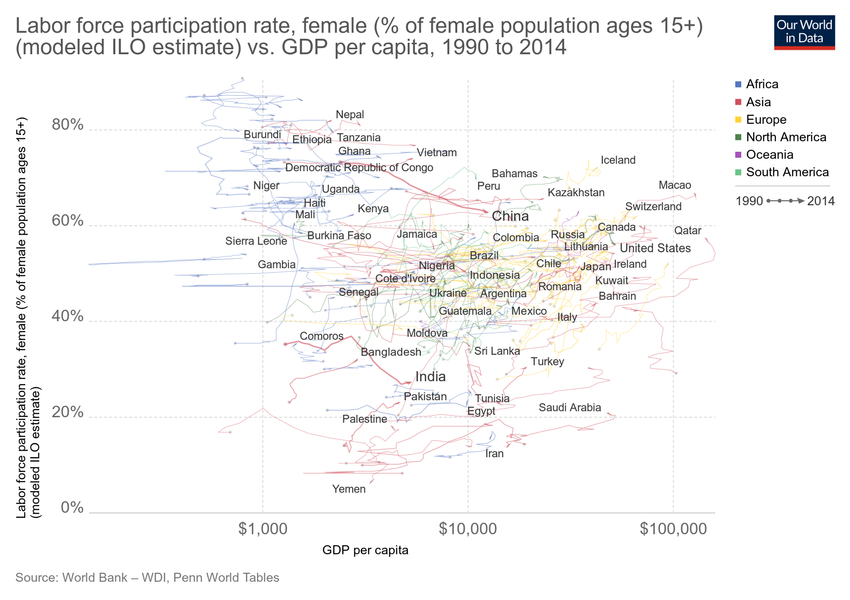 Labor force participation rate, female (% of female population ages 15+)
(modeled ILO estimate) vs. GDP per capita, 1990 to 2014
Our World
in Data
Labor force participation rate, female (% of female population ages 15+)
(modeled ILO estimate)
80%
60%
40%
20%
0%
Nepal
Burundi
Ethiopia
Tanzania
Ghana
Vietnam
Iceland
Democratic Republic of Congo
Bahamas
Niger
Uganda
Peru
Kazakhstan
Macao
Haiti
Mali
Kenya
China
Switzerland
Sierra Leone
Burkina Faso
Jamaica
Colombia
Russia
Canada
Qatar
Lithuania
United States
Gambia
Nigeria
Brazil
Chile
Japan
Ireland
Cote d'Ivoire
Indonesia
Kuwait
Senegal
Ukraine
Argentina
Romania
Bahrain
Guatemala
Mexico
Italy
Comoros
Moldova
Bangladesh
Sri Lanka
Turkey
India
Pakistan
Tunisia
Egypt
Saudi Arabia
Palestine
Iran
Yemen
$1,000
$10,000
$100,000
GDP per capita
Africa
Asia
Europe
North America
Oceania
South America
1990
2014
Source: World Bank – WDI, Penn World Tables